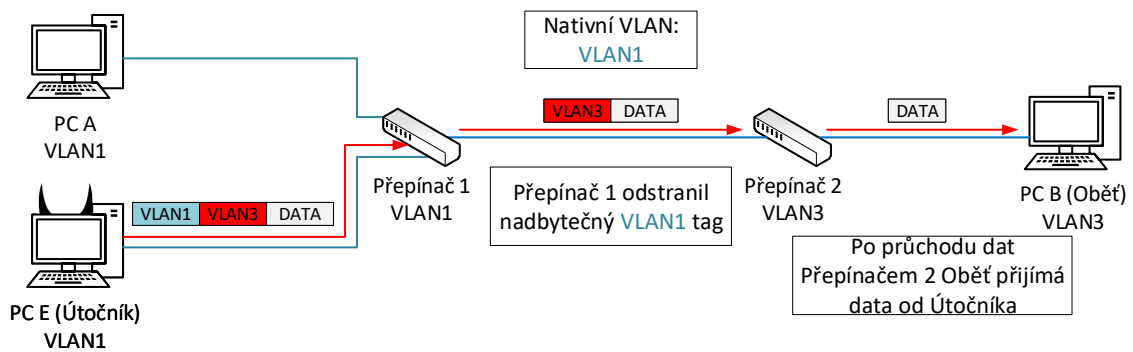 Nativní VLAN:
VLAN1
PC A
VLAN1
VLAN3 DATA
DATA
Přepínač 1
VLAN1
Přepínač 2
VLAN3
PC B (Oběť)
VLAN3
VLAN1 VLAN3 DATA
Přepínač 1 odstranil
nadbytečný VLAN1 tag
Po průchodu dat
Přepínačem 2 Oběť přijímá
data od Útočníka
PC E (Útočník)
VLAN1